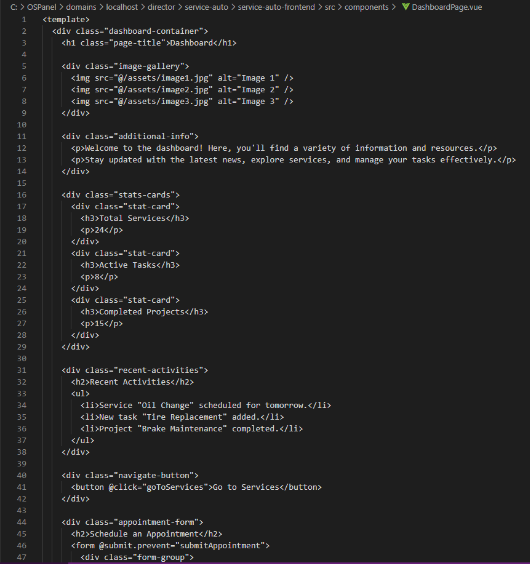 C: > OSPanel > domains > localhost > director > service-auto > service-auto-frontend > src > components > DashboardPage.vue
1 <template>
2 <div class="dashboard-container">
3 <h1 class="page-title">Dashboard</h1>
4
5 <div class="image-gallery">
6 <img src="@/assets/image1.jpg" alt="Image 1" />
7 <img src="@/assets/image2.jpg" alt="Image 2" />
8 <img src="@/assets/image3.jpg" alt="Image 3" />
9 </div>
10
11 <div class="additional-info">
12 <p>Welcome to the dashboard! Here, you'll find a variety of information and resources.</p>
13 <p>Stay updated with the latest news, explore services, and manage your tasks effectively.</p>
14 </div>
15
16 <div class="stats-cards">
17 <div class="stat-card">
18 <h3>Total Services</h3>
19 <p>24</p>
20 </div>
21 <div class="stat-card">
22 <h3>Active Tasks</h3>
23 <p>8</p>
24 </div>
25 <div class="stat-card">
26 <h3>Completed Projects</h3>
27 <p>15</p>
28 </div>
29 </div>
30
31 <div class="recent-activities">
32 <h2>Recent Activities</h2>
33 <ul>
34 <li>Service "Oil Change" scheduled for tomorrow.</li>
35 <li>New task "Tire Replacement" added.</li>
36 <li>Project "Brake Maintenance" completed.</li>
37 </ul>
38 </div>
39
40 <div class="navigate-button">
41 <button @click="goToServices">Go to Services</button>
42 </div>
43
44 <div class="appointment-form">
45 <h2>Schedule an Appointment</h2>
46 <form @submit.prevent="submitAppointment">
47 <div class="form-group">